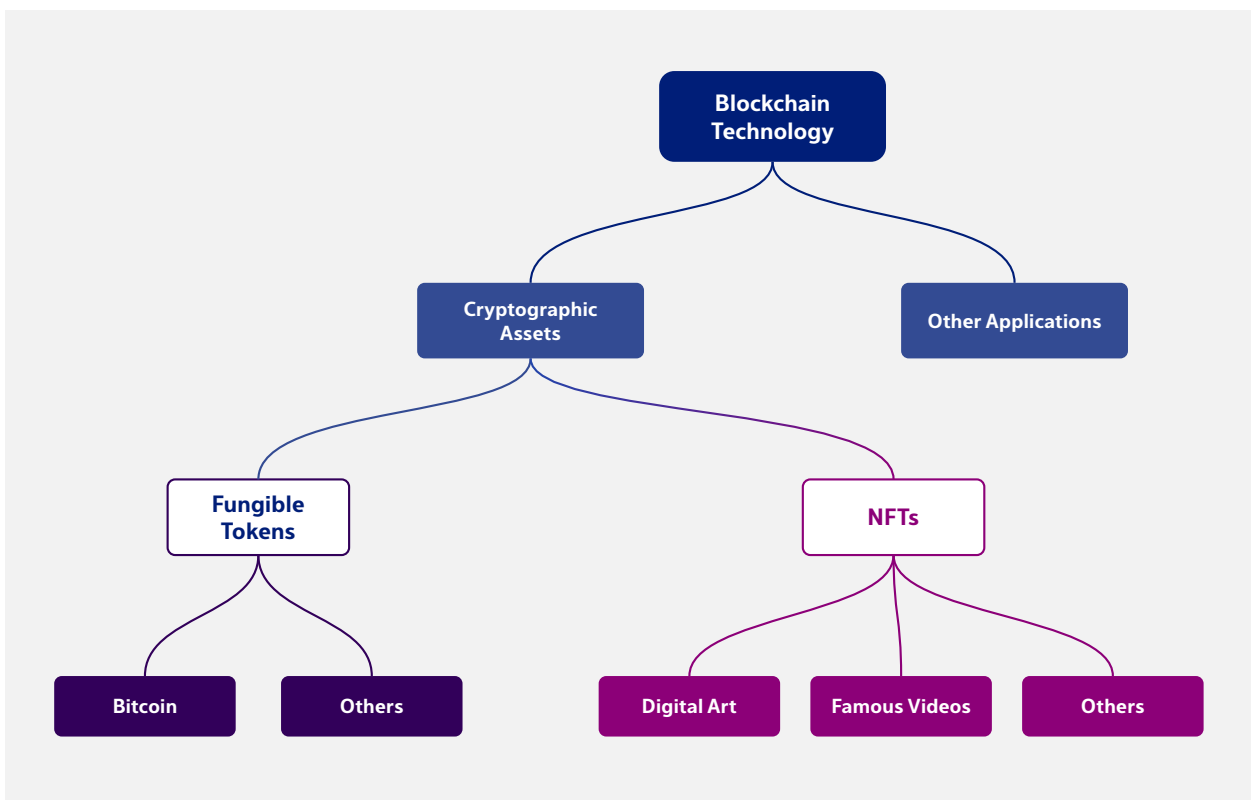 Blockchain
Technology
Cryptographic
Assets
Other Applications
Fungible
Tokens
NFTs
Bitcoin
Others
Digital Art
Famous Videos
Others